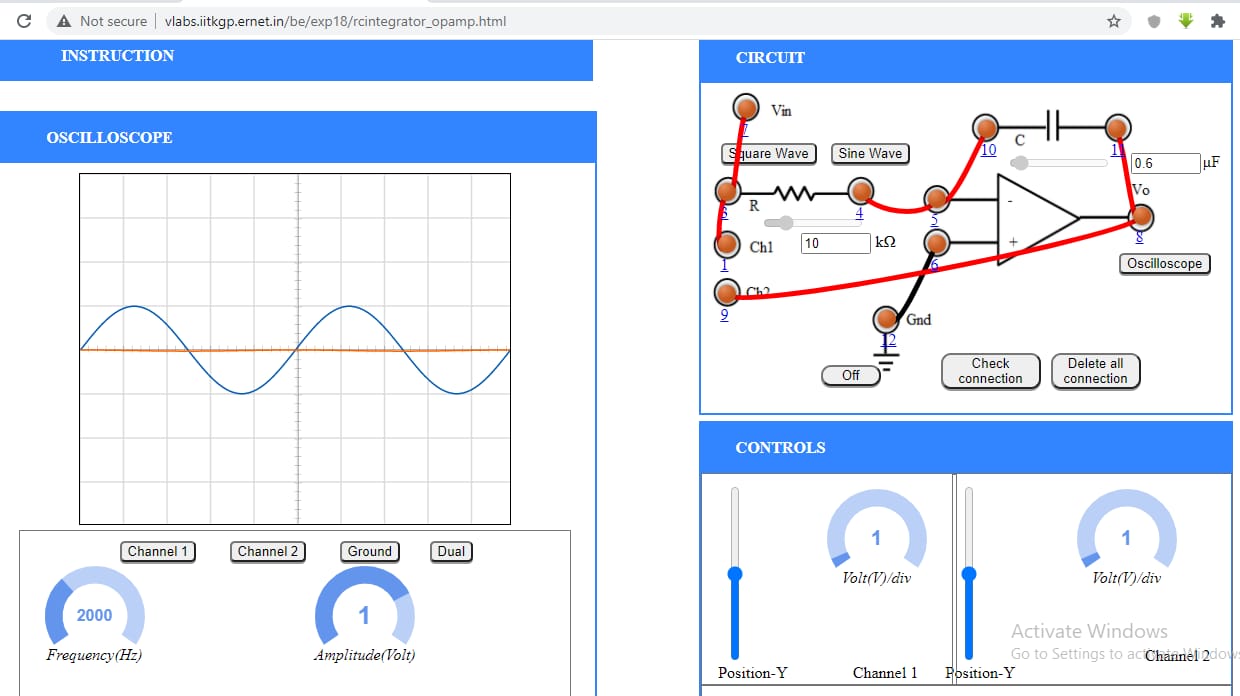 Not secure | vlabs.iitkgp.ernet.in/be/exp18/rcintegrator_opamp.html
INSTRUCTION
OSCILLOSCOPE
Channel 1 Channel 2 Ground Dual
2000 1
Frequency(Hz) Amplitude(Volt)
CIRCUIT
Vin
7
Square Wave Sine Wave
C
10 11
0.6 μF
R
3 4 5
Vo
8
Ch1 10 kΩ
- +
1 6
Oscilloscope
Ch2
9
Gnd
12
Off
Check connection
Delete all connection
CONTROLS
1 1
Volt(V)/div Volt(V)/div
Activate Windows
Go to Settings to activate Windows
Position-Y Channel 1 Position-Y Channel 2